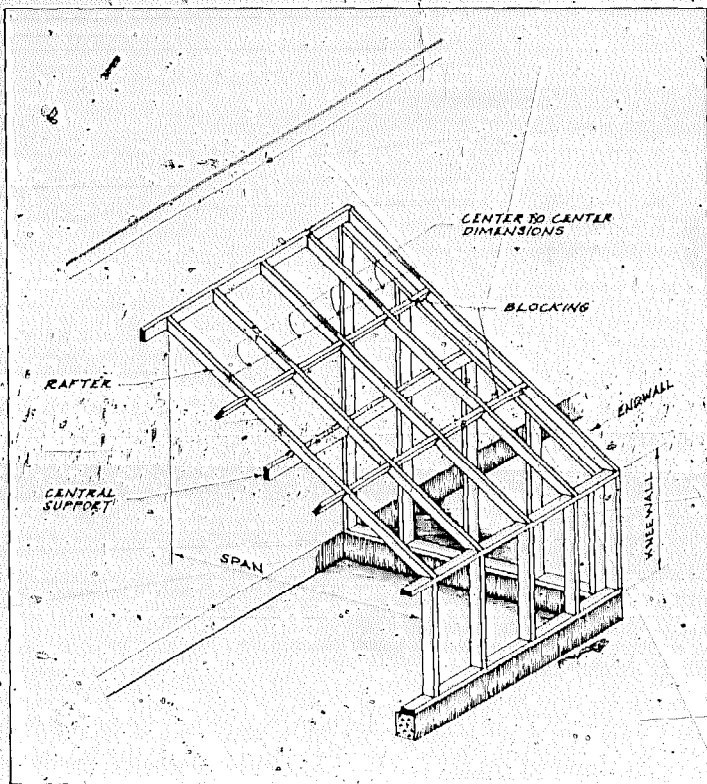 CENTER TO CENTER
DIMENSIONS
BLOCKING
RAFTER
ENDWALL
CENTRAL
SUPPORT
KNEEWALL
SPAN